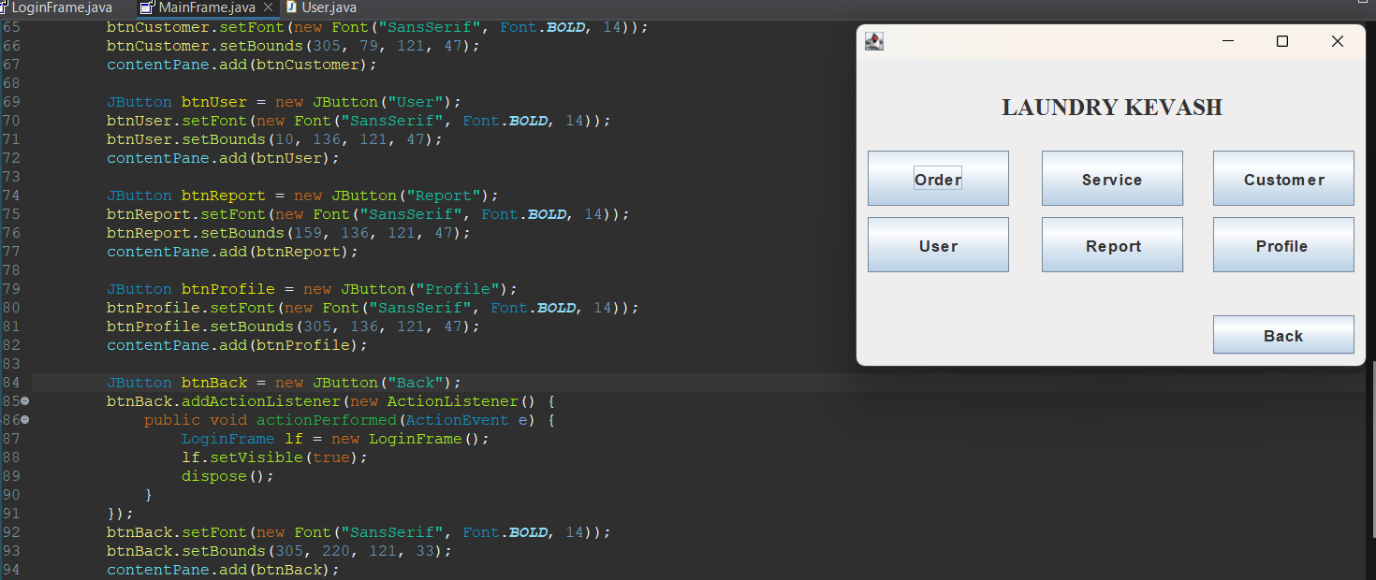 LoginFrame.java MainFrame.java User.java
65 btnCustomer.setFont(new Font("SansSerif", Font.BOLD, 14));
66 btnCustomer.setBounds(305, 79, 121, 47);
67 contentPane.add(btnCustomer);
68
69 JButton btnUser = new JButton("User");
70 btnUser.setFont(new Font("SansSerif", Font.BOLD, 14));
71 btnUser.setBounds(10, 136, 121, 47);
72 contentPane.add(btnUser);
73
74 JButton btnReport = new JButton("Report");
75 btnReport.setFont(new Font("SansSerif", Font.BOLD, 14));
76 btnReport.setBounds(159, 136, 121, 47);
77 contentPane.add(btnReport);
78
79 JButton btnProfile = new JButton("Profile");
80 btnProfile.setFont(new Font("SansSerif", Font.BOLD, 14));
81 btnProfile.setBounds(305, 136, 121, 47);
82 contentPane.add(btnProfile);
83
84 JButton btnBack = new JButton("Back");
85 btnBack.addActionListener(new ActionListener() {
86 public void actionPerformed(ActionEvent e) {
87 LoginFrame lf = new LoginFrame();
88 lf.setVisible(true);
89 dispose();
90 }
91 });
92 btnBack.setFont(new Font("SansSerif", Font.BOLD, 14));
93 btnBack.setBounds(305, 220, 121, 33);
94 contentPane.add(btnBack);
LAUNDRY KEVASH
Order Service Customer
User Report Profile
Back